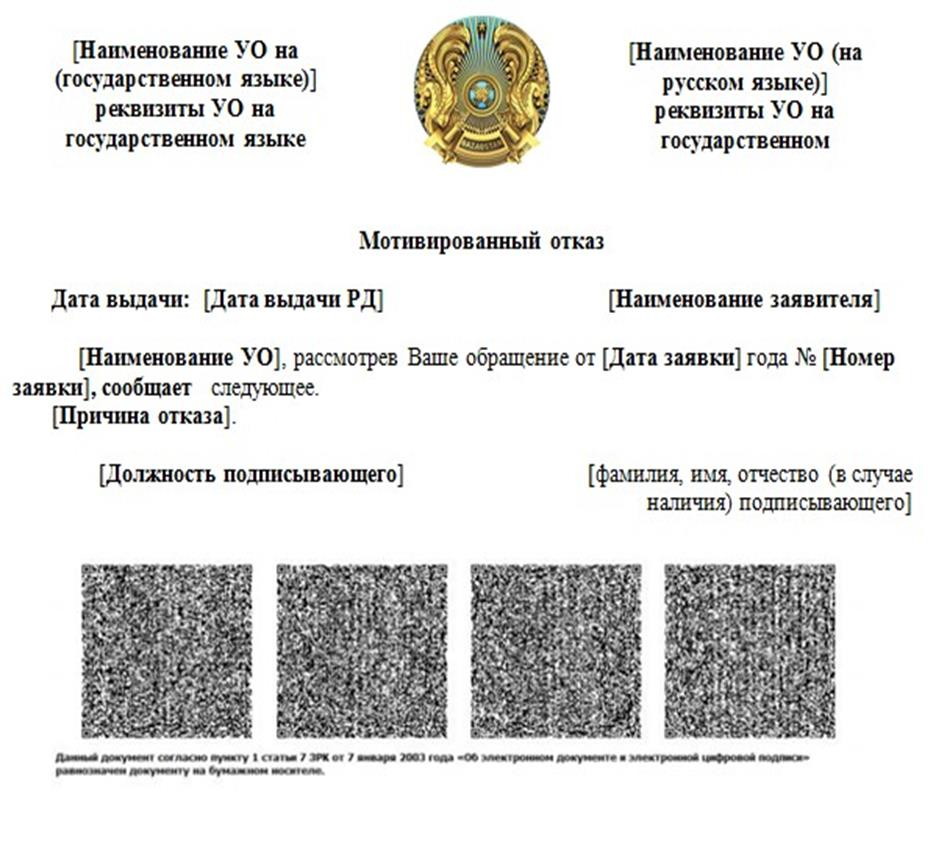 [Наименование УО на
(государственном языке)]
реквизиты УО на
государственном языке
QAZAQSTAN
[Наименование УО (на
русском языке)]
реквизиты УО на
государственном
Мотивированный отказ
Дата выдачи: [Дата выдачи РД] [Наименование заявителя]
[Наименование УО], рассмотрев Ваше обращение от [Дата заявки] года № [Номер
заявки], сообщает следующее.
[Причина отказа].
[Должность подписывающего]
[фамилия, имя, отчество (в случае
наличия) подписывающего]
Данный документ согласно пункту 1 статьи 7 ЗРК от 7 января 2003 года «Об электронном документе и электронной цифровой подписи»
равнозначен документу на бумажном носителе.